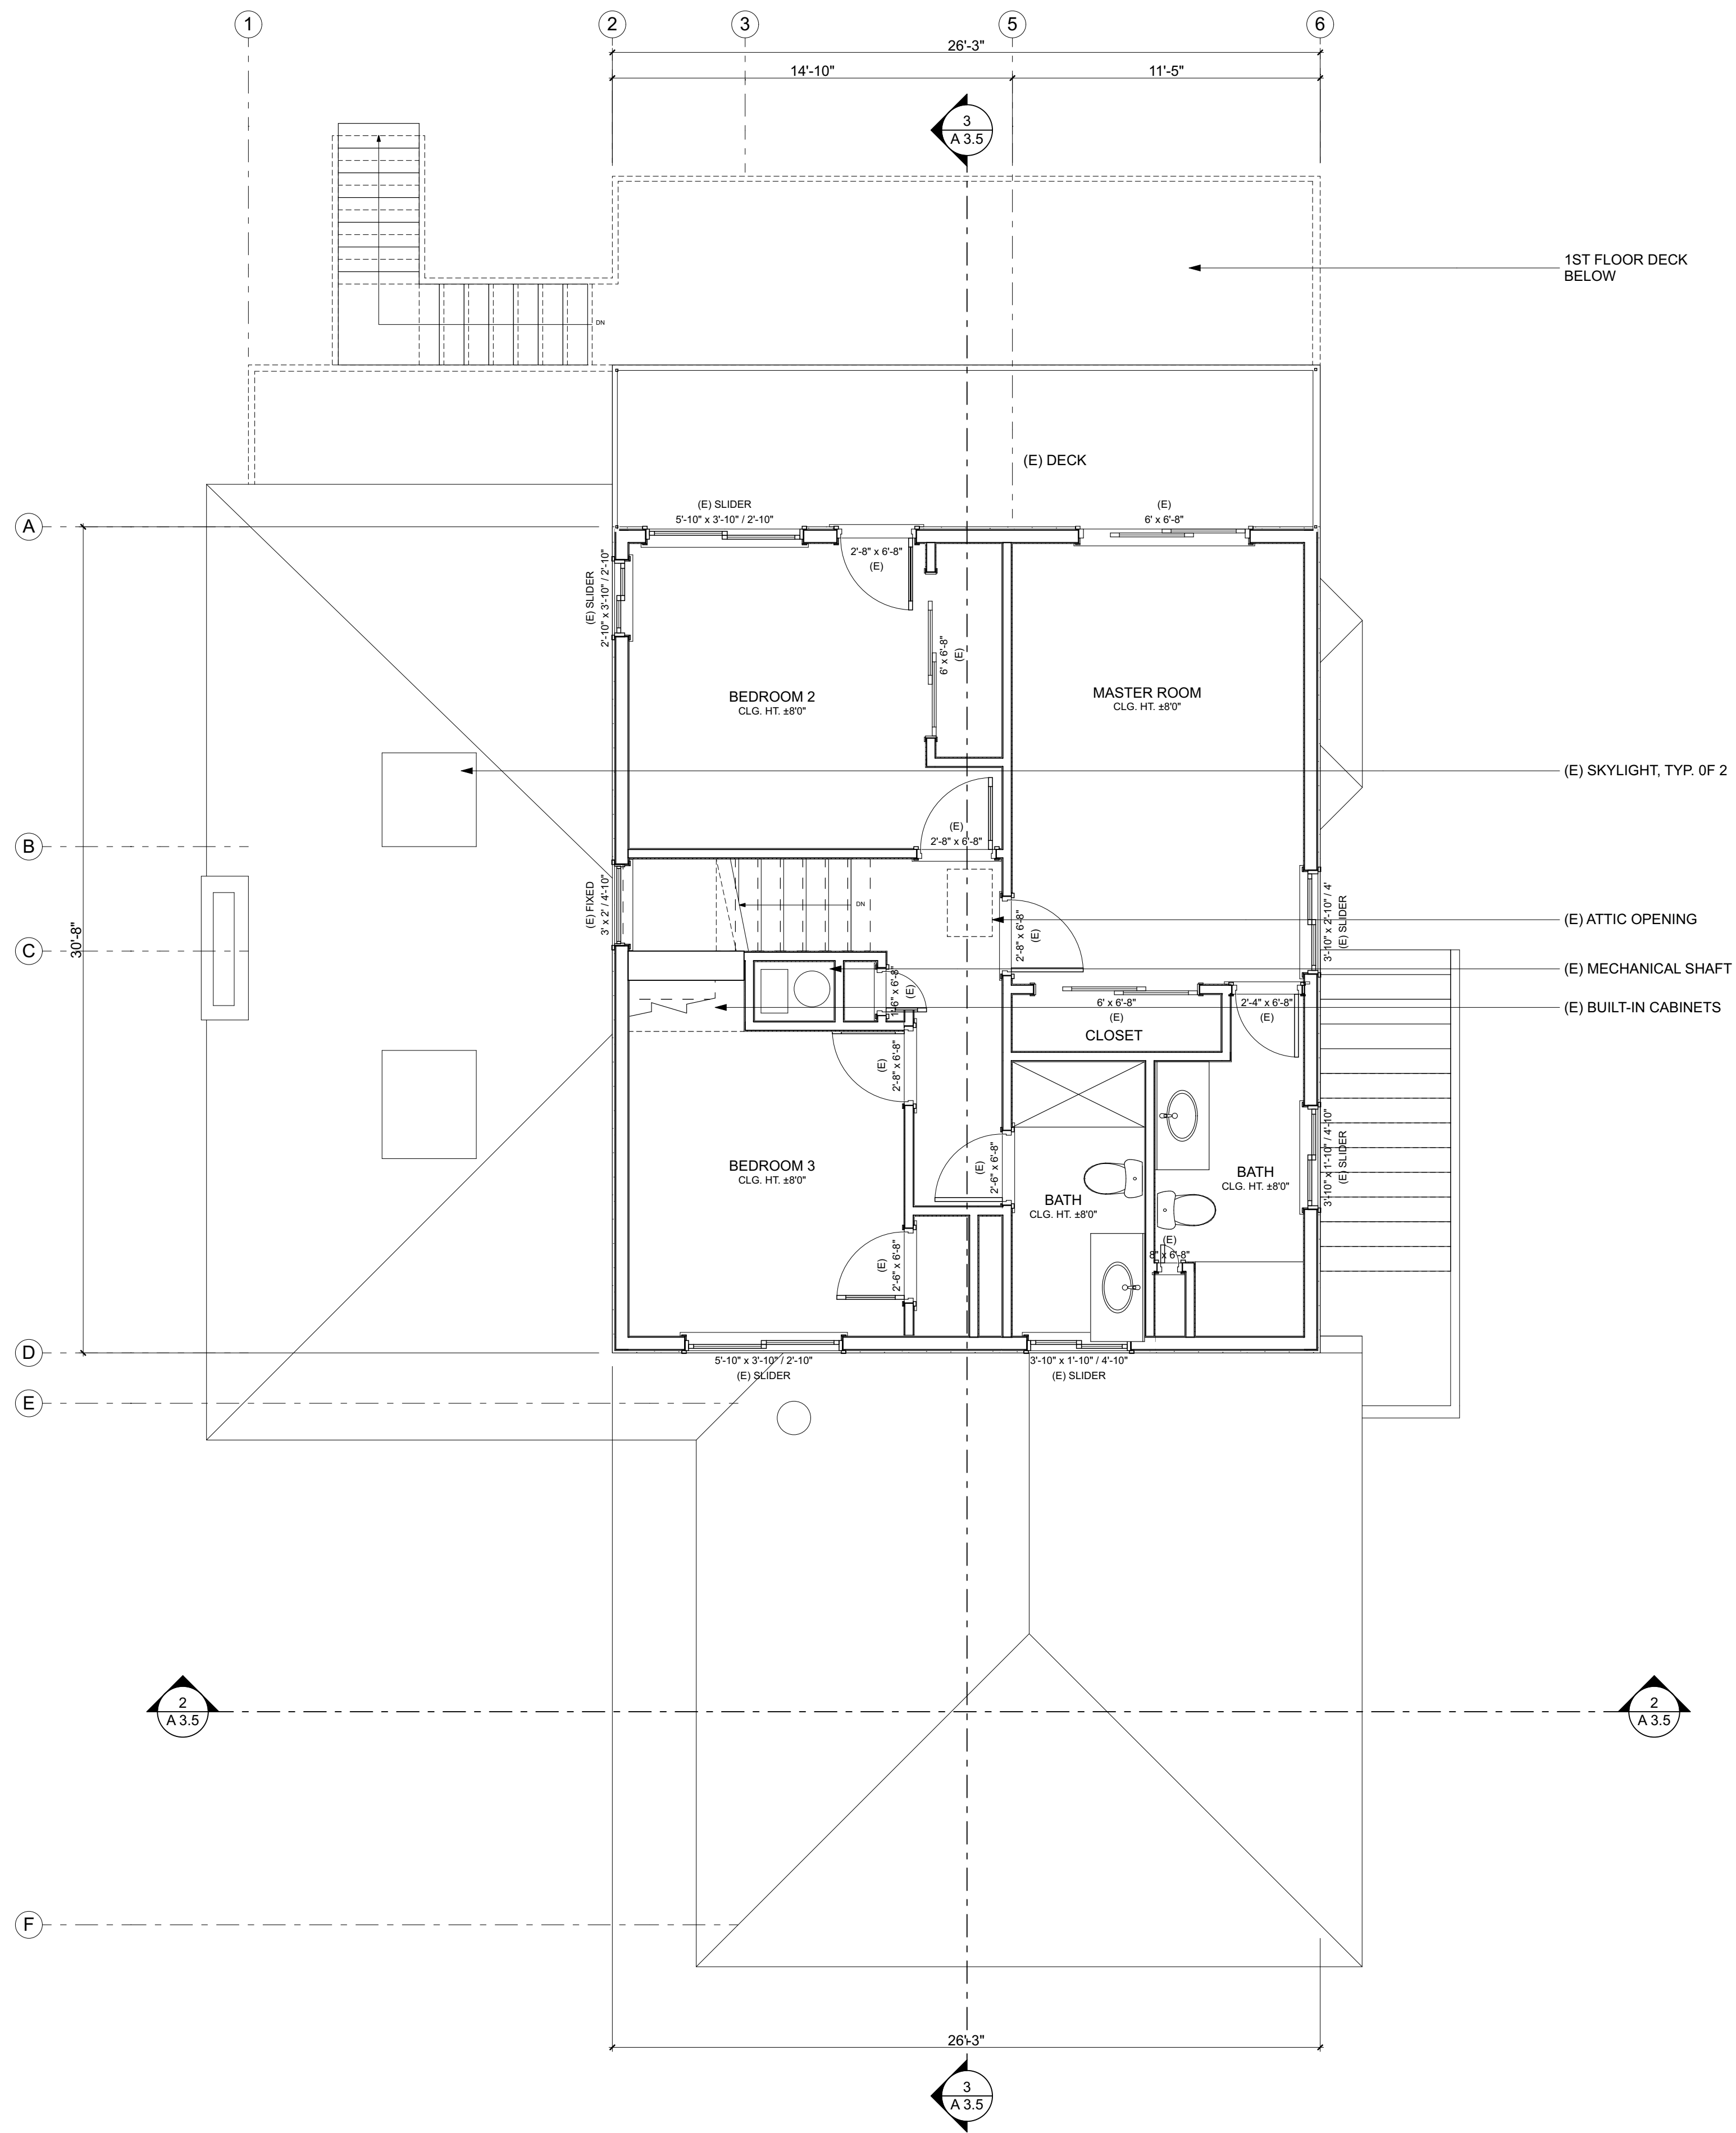 1
2
3
5
6
26'-3"
14'-10"
11'-5"
3
A 3.5
1ST FLOOR DECK
BELOW
DN
(E) DECK
A
(E) SLIDER
5'-10" x 3'-10" / 2'-10"
(E)
6' x 6'-8"
2'-8" x 6'-8"
(E)
(E) SLIDER
2'-10" x 3'-10" / 2'-10"
6' x 6'-8"
(E)
BEDROOM 2
CLG. HT. ±8'0"
MASTER ROOM
CLG. HT. ±8'0"
(E) SKYLIGHT, TYP. 0F 2
B
(E)
2'-8" x 6'-8"
(E) FIXED
3' x 2' / 4'-10"
DN
2'-8" x 6'-8"
(E)
3'-10" x 2'-10" / 4'
(E) SLIDER
(E) ATTIC OPENING
C
30'-8"
(E) MECHANICAL SHAFT
1'-6" x 6'-8"
(E)
6' x 6'-8"
(E)
2'-4" x 6'-8"
(E)
(E) BUILT-IN CABINETS
CLOSET
(E)
2'-8" x 6'-8"
BEDROOM 3
CLG. HT. ±8'0"
(E)
2'-6" x 6'-8"
BATH
CLG. HT. ±8'0"
BATH
CLG. HT. ±8'0"
3'-10" x 1'-10" / 4'-10"
(E) SLIDER
(E)
8" x 6'-8"
(E)
2'-6" x 6'-8"
D
5'-10" x 3'-10" / 2'-10"
(E) SLIDER
3'-10" x 1'-10" / 4'-10"
(E) SLIDER
E
2
A 3.5
2
A 3.5
F
26'-3"
3
A 3.5